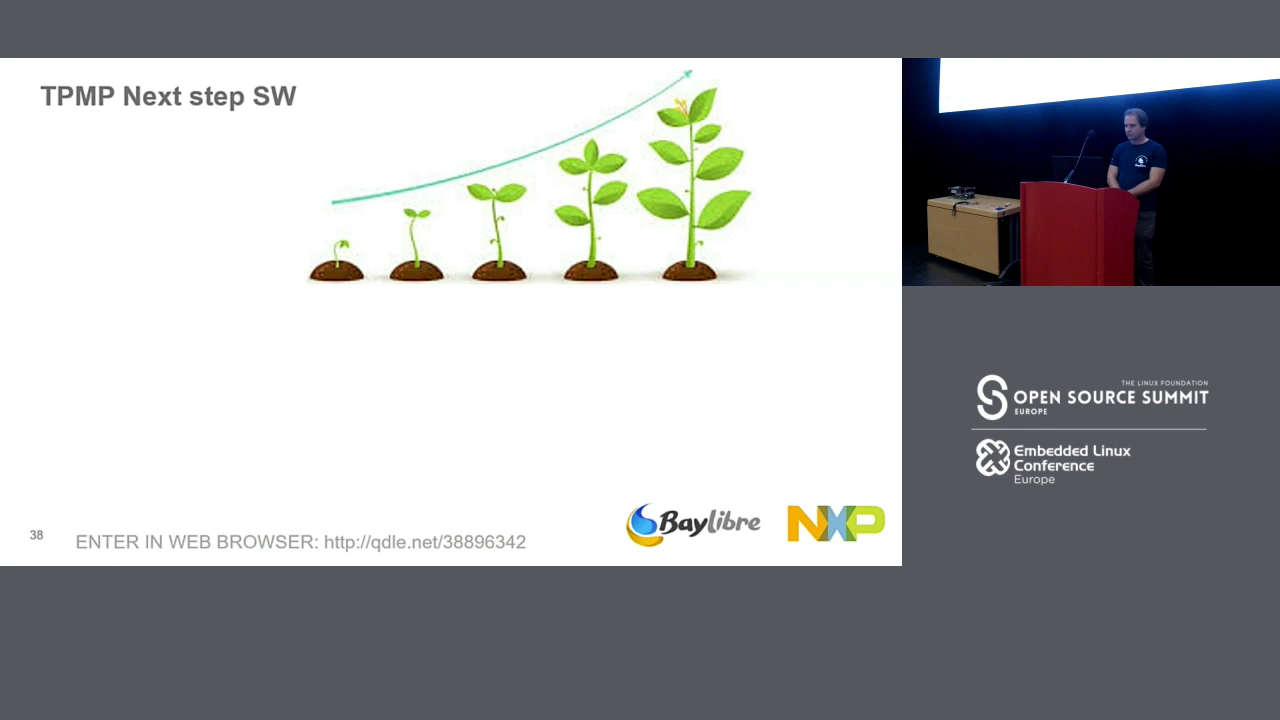 TPMP Next step SW
38
ENTER IN WEB BROWSER: http://qdle.net/38896342
Baylibre
NXP
THE LINUX FOUNDATION
OPEN SOURCE SUMMIT
EUROPE
Embedded Linux
Conference
Europe